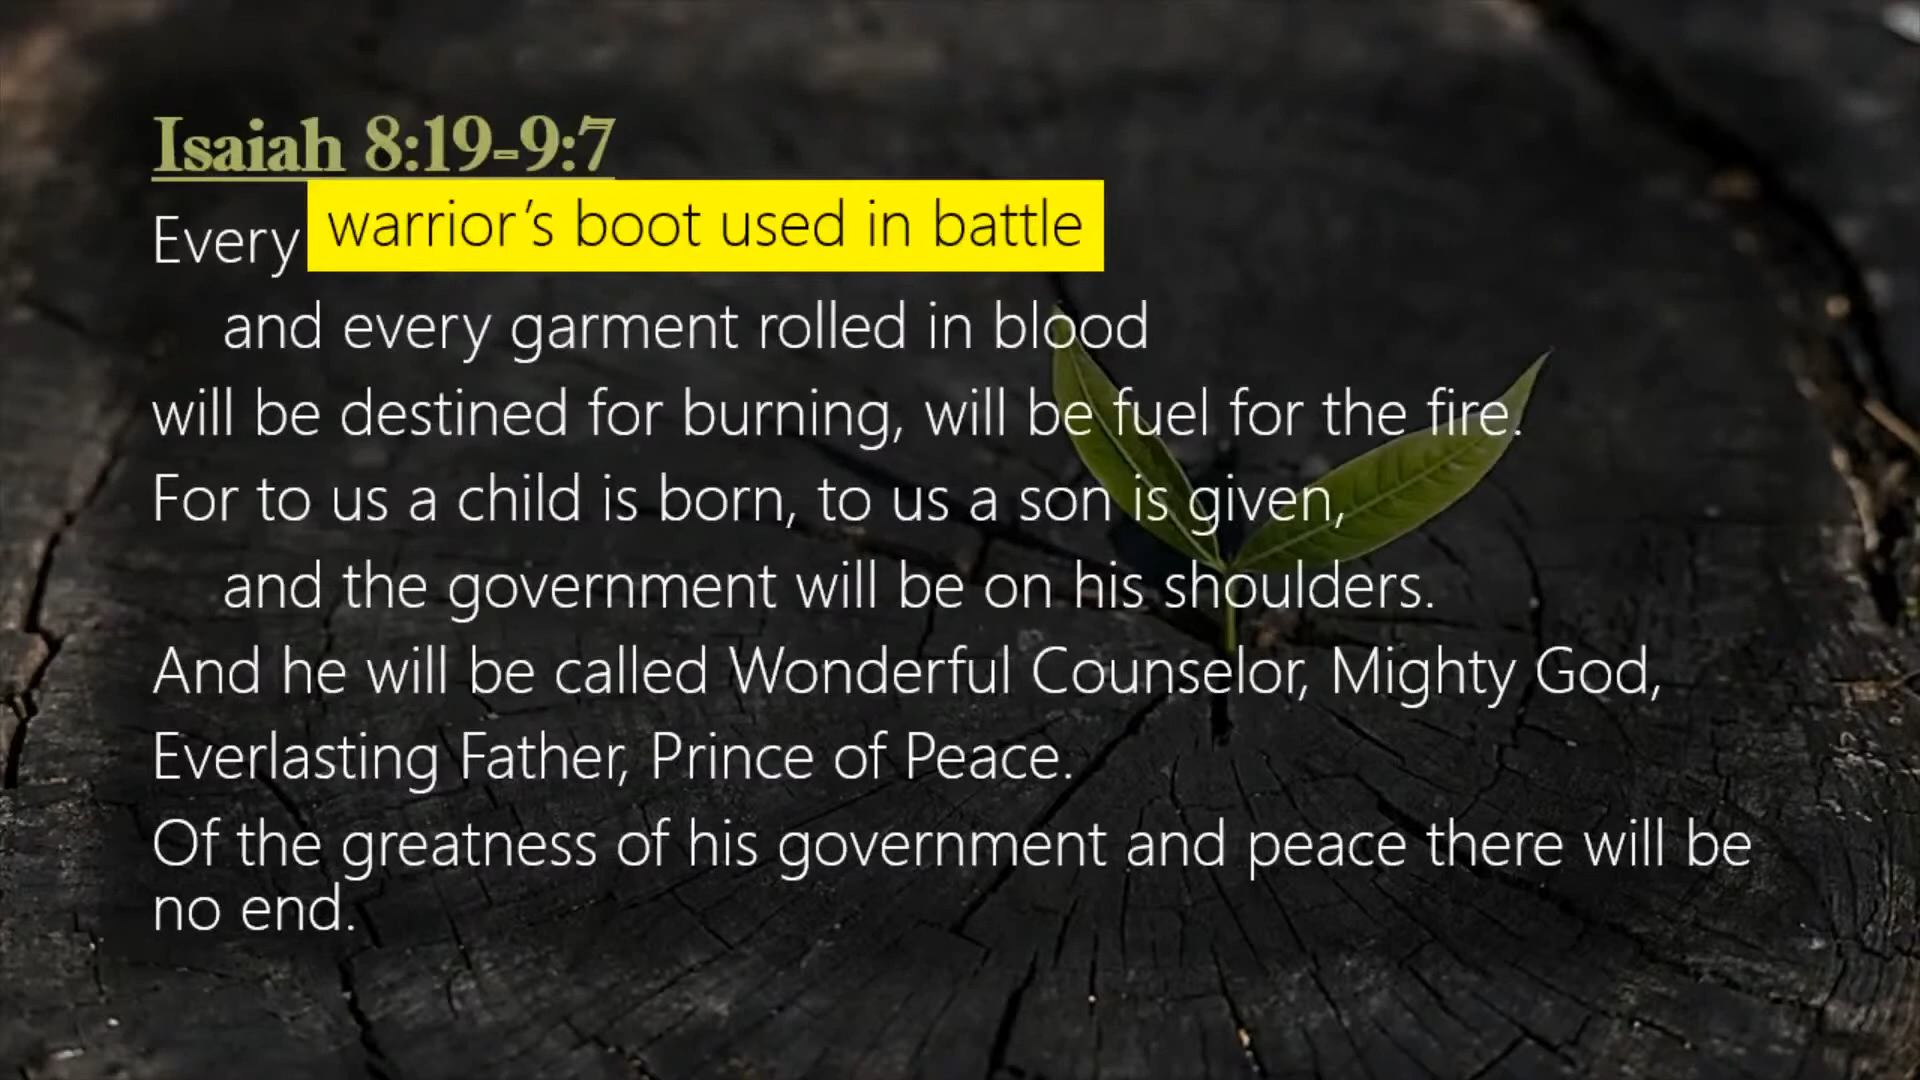 Isaiah 8:19-9:7
Every warrior’s boot used in battle
and every garment rolled in blood
will be destined for burning, will be fuel for the fire.
For to us a child is born, to us a son is given,
and the government will be on his shoulders.
And he will be called Wonderful Counselor, Mighty God,
Everlasting Father, Prince of Peace.
Of the greatness of his government and peace there will be
no end.